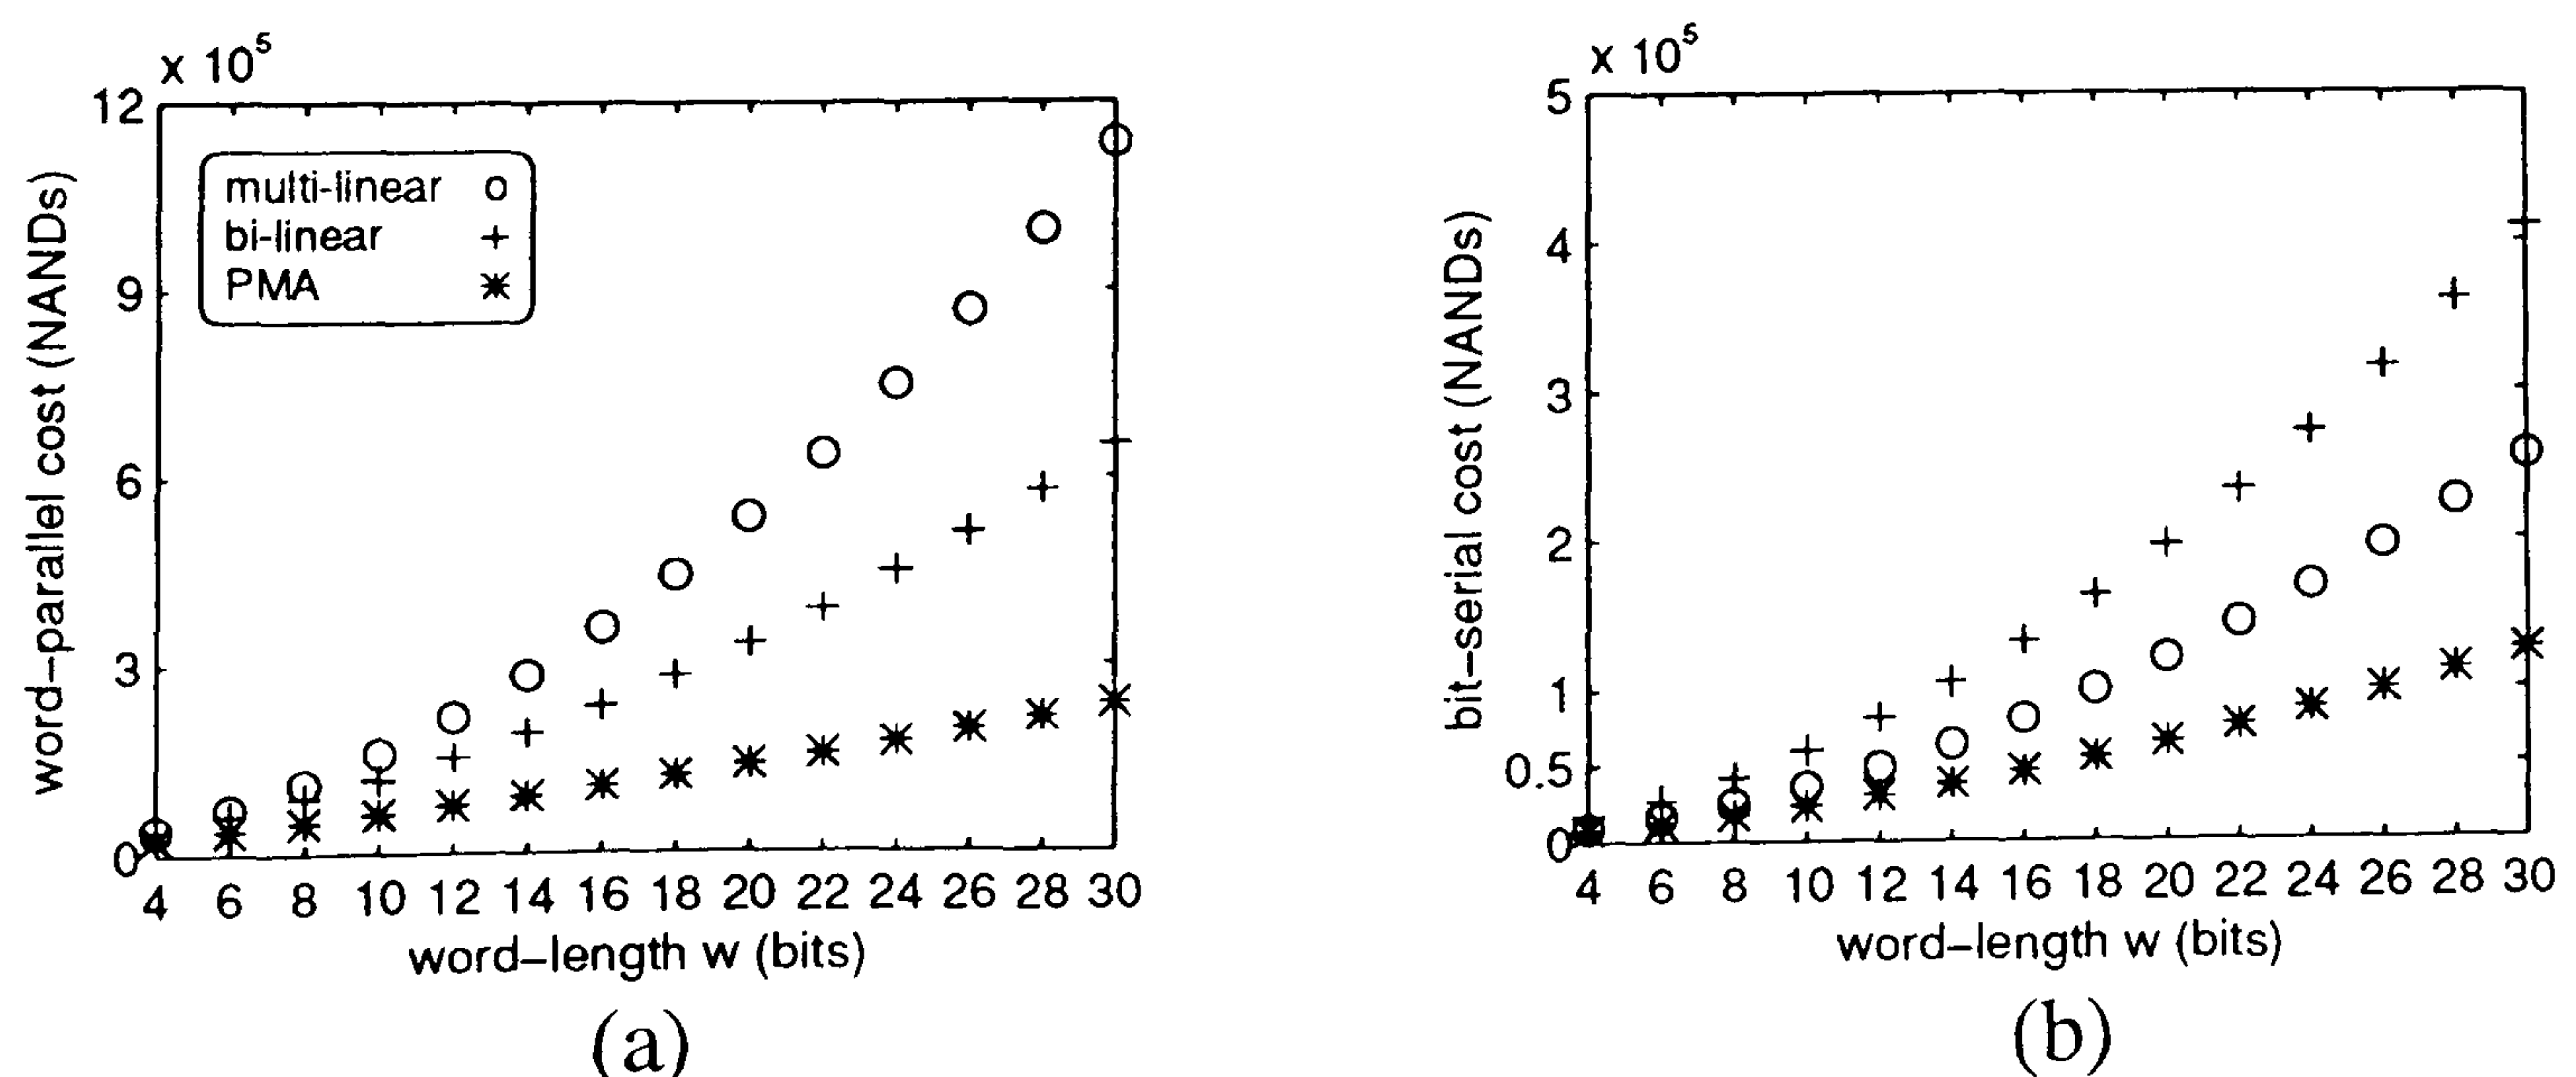 x 10^5
12
9
6
3
0
word-parallel cost (NANDs)
multi-linear o
bi-linear +
PMA *
4 6 8 10 12 14 16 18 20 22 24 26 28 30
word-length w (bits)
(a)
x 10^5
5
4
3
2
1
0.5
0
bit-serial cost (NANDs)
4 6 8 10 12 14 16 18 20 22 24 26 28 30
word-length w (bits)
(b)